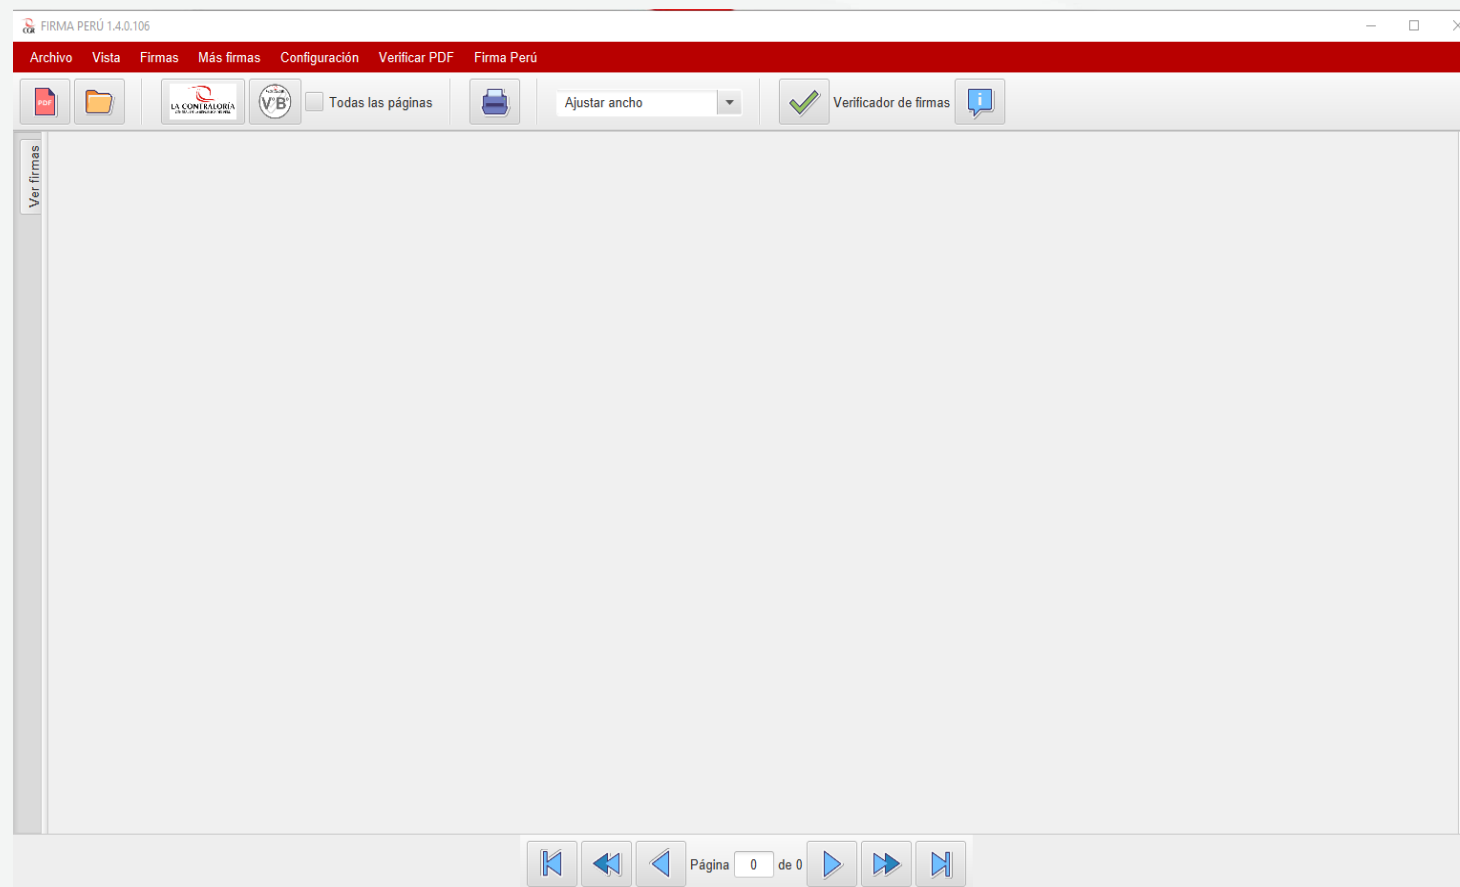 CGR FIRMA PERÚ 1.4.0.106
Archivo Vista Firmas Más firmas Configuración Verificar PDF Firma Perú
PDF LA CONTRALORÍA V°B° Todas las páginas Ajustar ancho Verificador de firmas i
Ver firmas
Página 0 de 0